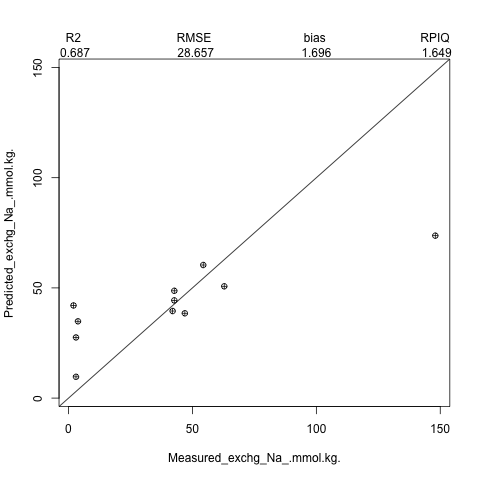 R2 RMSE bias RPIQ
0.687 28.657 1.696 1.649
150
100
50
0
Predicted_exchg_Na_.mmol.kg.
0 50 100 150
Measured_exchg_Na_.mmol.kg.